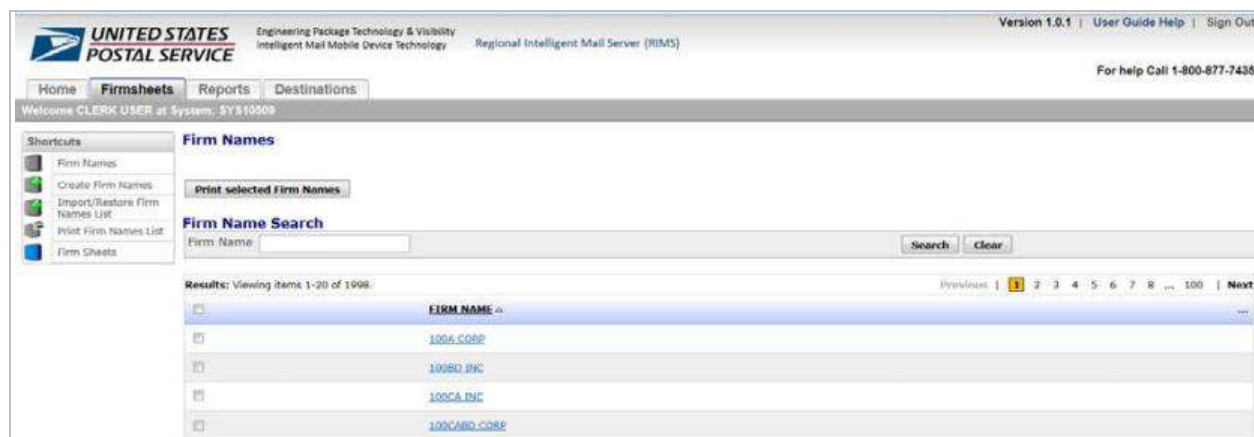 Version 1.0.1 | User Guide Help | Sign Out
UNITED STATES
POSTAL SERVICE
Engineering Package Technology & Visibility
Intelligent Mail Mobile Device Technology
Regional Intelligent Mail Server (RIMS)
For help Call 1-800-877-7435
Home Firmsheets Reports Destinations
Welcome CLERK USER at System: SYS10509
Shortcuts
Firm Names
Create Firm Names
Import/Restore Firm
Names List
Print Firm Names List
Firm Sheets
Firm Names
Print selected Firm Names
Firm Name Search
Firm Name
Search Clear
Results: Viewing items 1-20 of 1998.
Previous | 1 2 3 4 5 6 7 8 ... 100 | Next
FIRM NAME
...
100A CORP
100BD INC
100CA INC
100CABD CORP